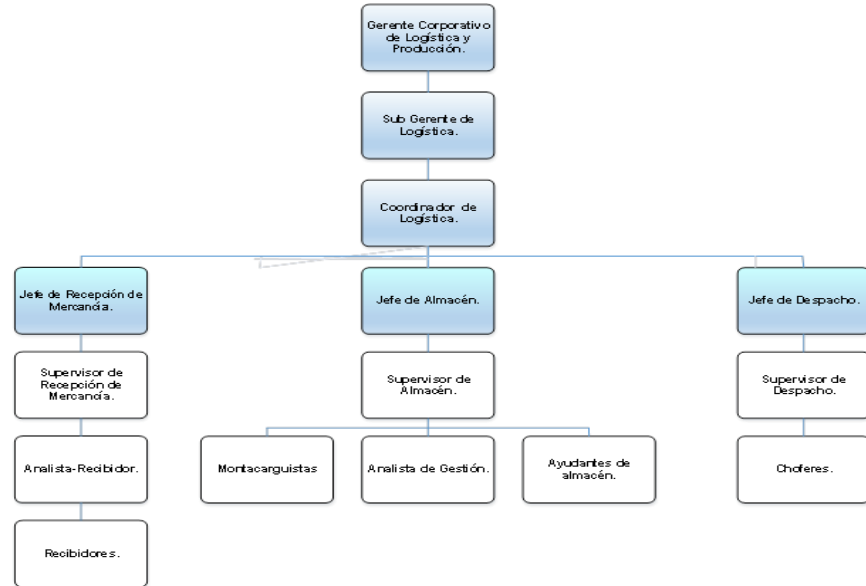 Gerente Corporativo
de Logística y
Producción.
Sub Gerente de
Logística.
Coordinador de
Logística.
Jefe de Recepción de
Mercancía.
Jefe de Almacén.
Jefe de Despacho.
Supervisor de
Recepción de
Mercancía.
Supervisor de
Almacén.
Supervisor de
Despacho.
Analista-Recibidor.
Montacarguistas
Analista de Gestión.
Ayudantes de
almacén.
Choferes.
Recibidores.